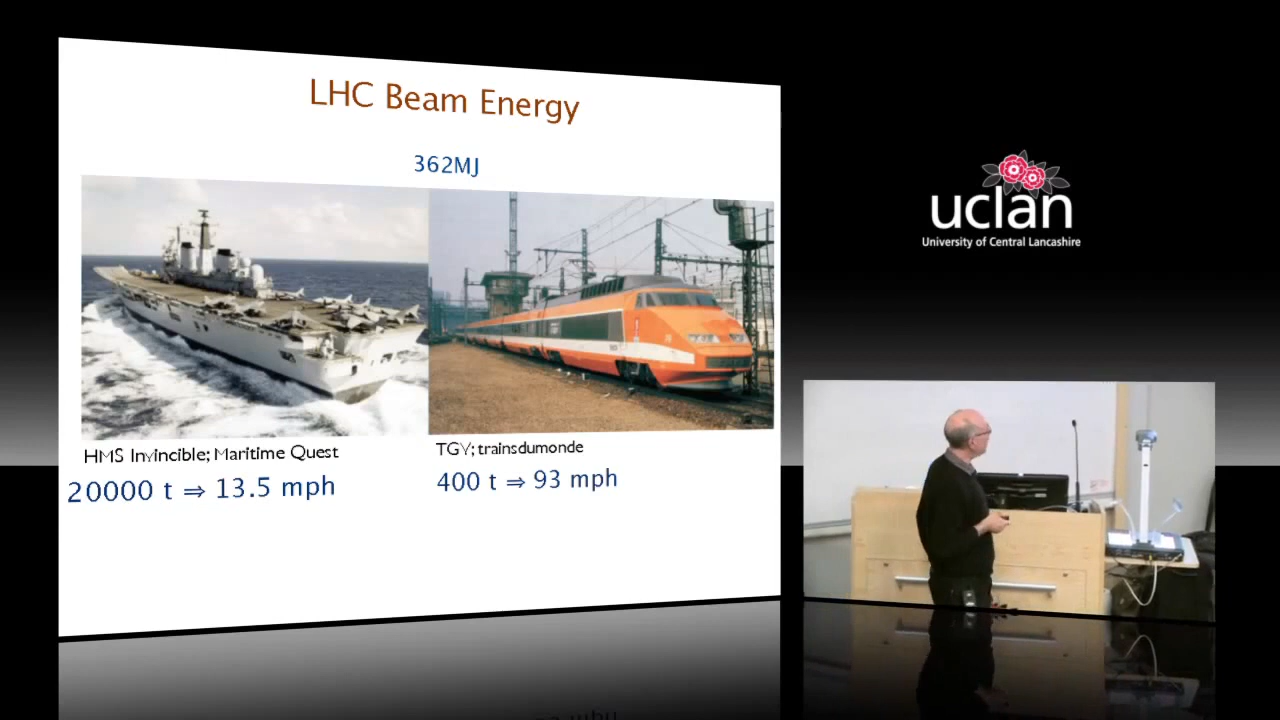 LHC Beam Energy
362MJ
HMS Invincible; Maritime Quest
20000 t ⇒ 13.5 mph
TGV; trainsdumonde
400 t ⇒ 93 mph
uclan
University of Central Lancashire